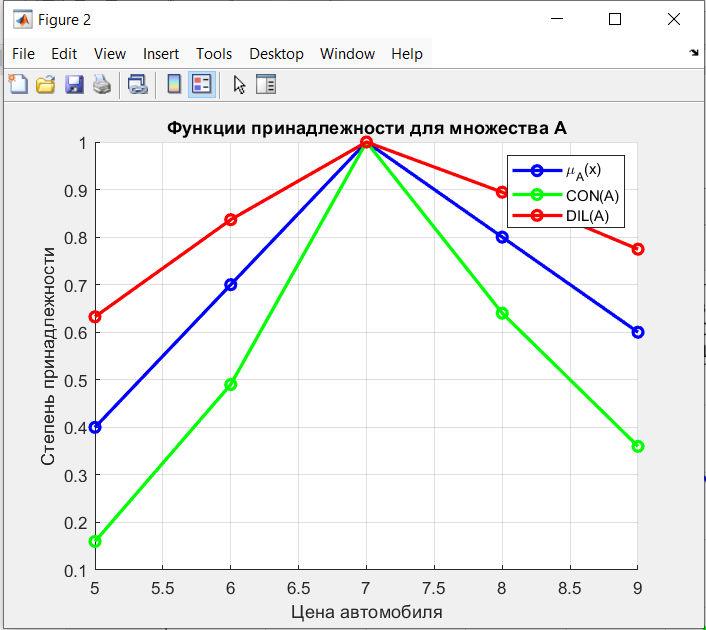 Figure 2
File Edit View Insert Tools Desktop Window Help
Функции принадлежности для множества A
1
0.9
0.8
0.7
0.6
0.5
0.4
0.3
0.2
0.1
Степень принадлежности
μA(x)
CON(A)
DIL(A)
5 5.5 6 6.5 7 7.5 8 8.5 9
Цена автомобиля